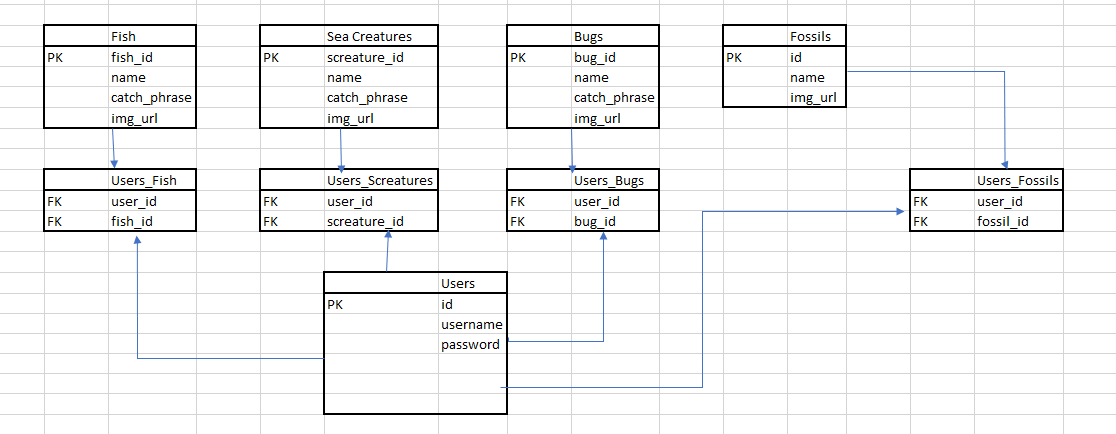 Fish
PK fish_id
name
catch_phrase
img_url
Sea Creatures
PK screature_id
name
catch_phrase
img_url
Bugs
PK bug_id
name
catch_phrase
img_url
Fossils
PK id
name
img_url
Users_Fish
FK user_id
FK fish_id
Users_Screatures
FK user_id
FK screature_id
Users_Bugs
FK user_id
FK bug_id
Users_Fossils
FK user_id
FK fossil_id
Users
PK id
username
password